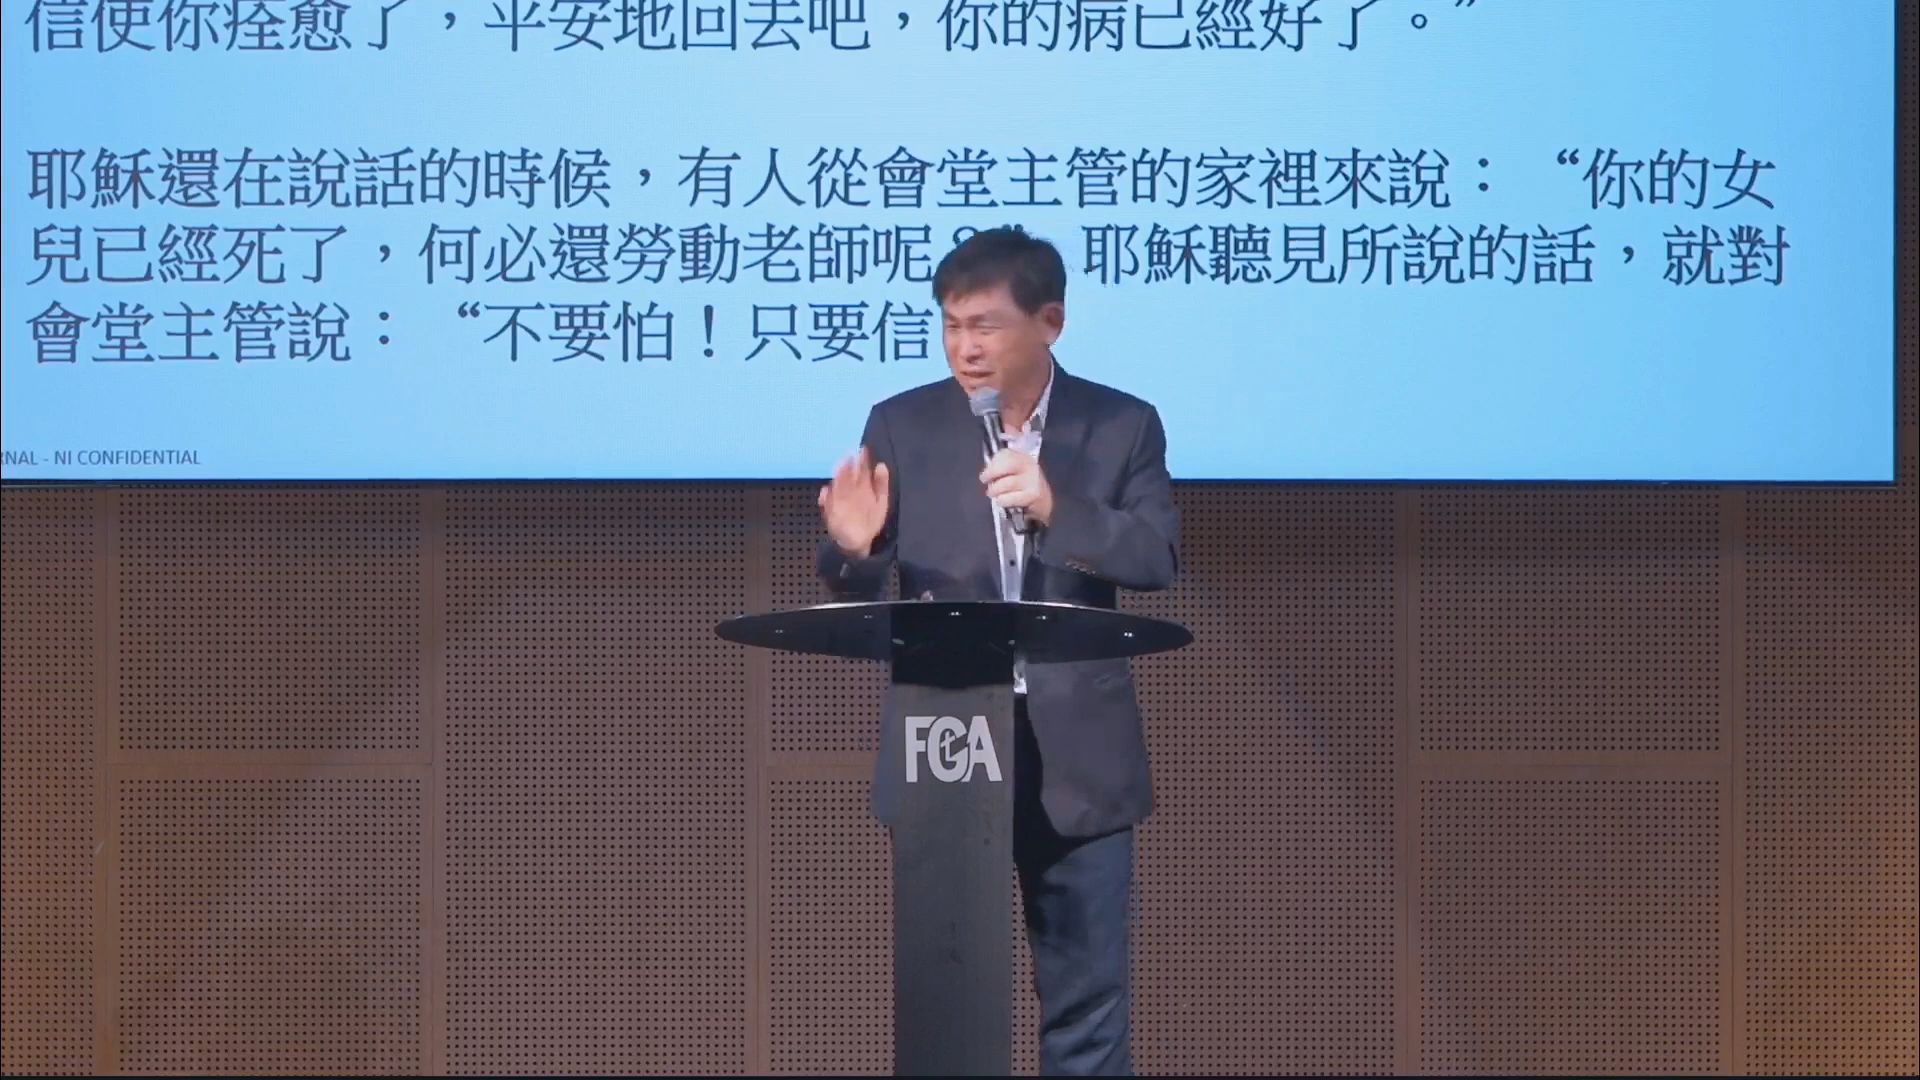 信使你痊愈了，平安地回去吧，你的病已經好了。”
耶穌還在說話的時候，有人從會堂主管的家裡來說：“你的女
兒已經死了，何必還勞動老師呢？” 耶穌聽見所說的話，就對
會堂主管說：“不要怕！只要信
RNAL - NI CONFIDENTIAL
FGA